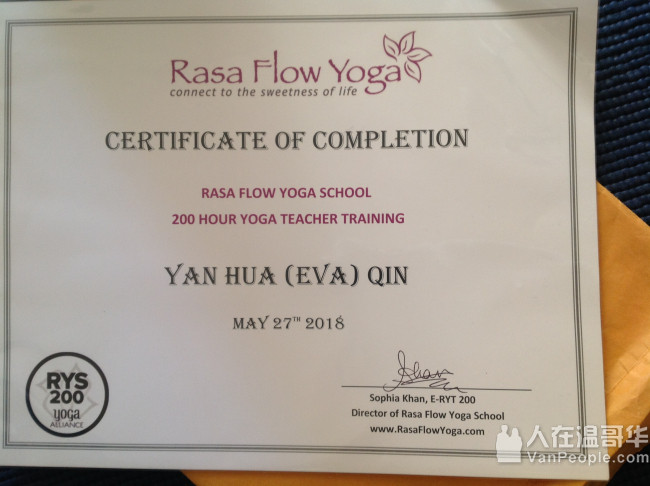 Rasa Flow Yoga
connect to the sweetness of life
CERTIFICATE OF COMPLETION
RASA FLOW YOGA SCHOOL
200 HOUR YOGA TEACHER TRAINING
YAN HUA (EVA) QIN
MAY 27TH 2018
RYS
200
yoga
ALLIANCE
Khan
Sophia Khan, E-RYT 200
Director of Rasa Flow Yoga School
www.RasaFlowYoga.com
人在温哥华
VanPeople.com